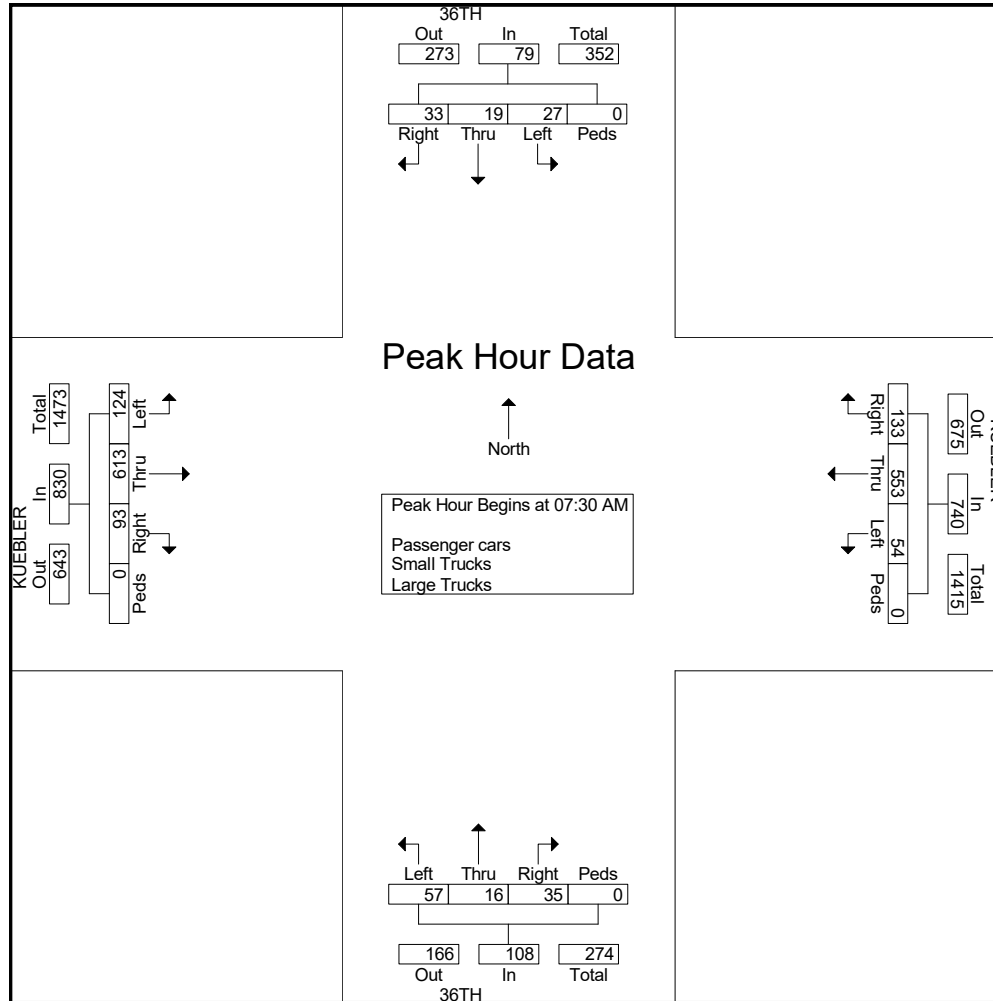 36TH
Out In Total
273 79 352
33 19 27 0
Right Thru Left Peds
Peak Hour Data
North
Peak Hour Begins at 07:30 AM
Passenger cars
Small Trucks
Large Trucks
KUEBLER
Out In Total
643 830 1473
124 613 93 0
Left Thru Right Peds
Out In Total
675 740 1415
133 553 54 0
Right Thru Left Peds
Left Thru Right Peds
57 16 35 0
166 108 274
Out In Total
36TH